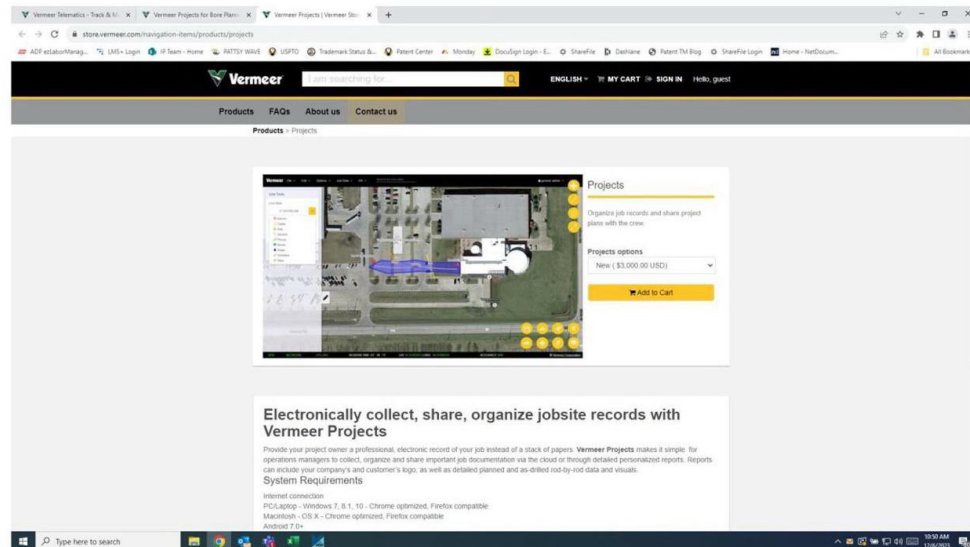 Vermeer Telematics - Track & M
Vermeer Projects for Bore Plann
Vermeer Projects | Vermeer Stor
store.vermeer.com/navigation-items/products/projects
ADP ezLaborManag... LMS+ Login IP Team - Home PATTSY WAVE USPTO Trademark Status &... Patent Center Monday DocuSign Login - E... ShareFile Dashlane Patent TM Blog ShareFile Login Home - NetDocum... All Bookmark
Vermeer I am searching for... ENGLISH MY CART SIGN IN Hello, guest
Products FAQs About us Contact us
Products > Projects
Vermeer
Projects
Organize job records and share project
plans with the crew.
Projects options
New ( $3,000.00 USD)
Add to Cart
Electronically collect, share, organize jobsite records with
Vermeer Projects
Provide your project owner a professional, electronic record of your job instead of a stack of papers. Vermeer Projects makes it simple for
operations managers to collect, organize and share important job documentation via the cloud or through detailed personalized reports. Reports
can include your company's and customer's logo, as well as detailed planned and as-drilled rod-by-rod data and visuals.
System Requirements
Internet connection
PC/Laptop - Windows 7, 8.1, 10 - Chrome optimized, Firefox compatible
Macintosh - OS X - Chrome optimized, Firefox compatible
Android 7.0+
Type here to search
10:50 AM
12/6/2023